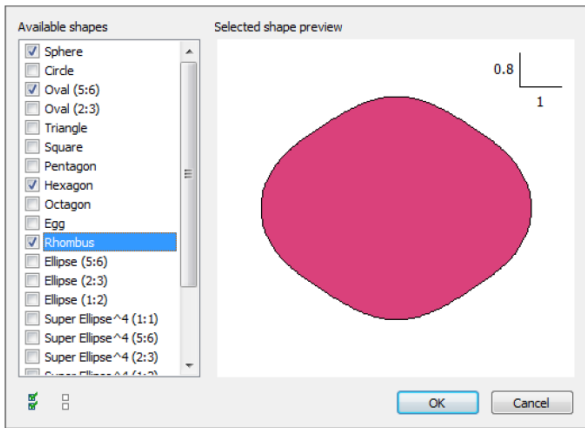 Available shapes
Selected shape preview
Sphere
Circle
Oval (5:6)
Oval (2:3)
Triangle
Square
Pentagon
Hexagon
Octagon
Egg
Rhombus
Ellipse (5:6)
Ellipse (2:3)
Ellipse (1:2)
Super Ellipse^4 (1:1)
Super Ellipse^4 (5:6)
Super Ellipse^4 (2:3)
0.8
1
OK
Cancel